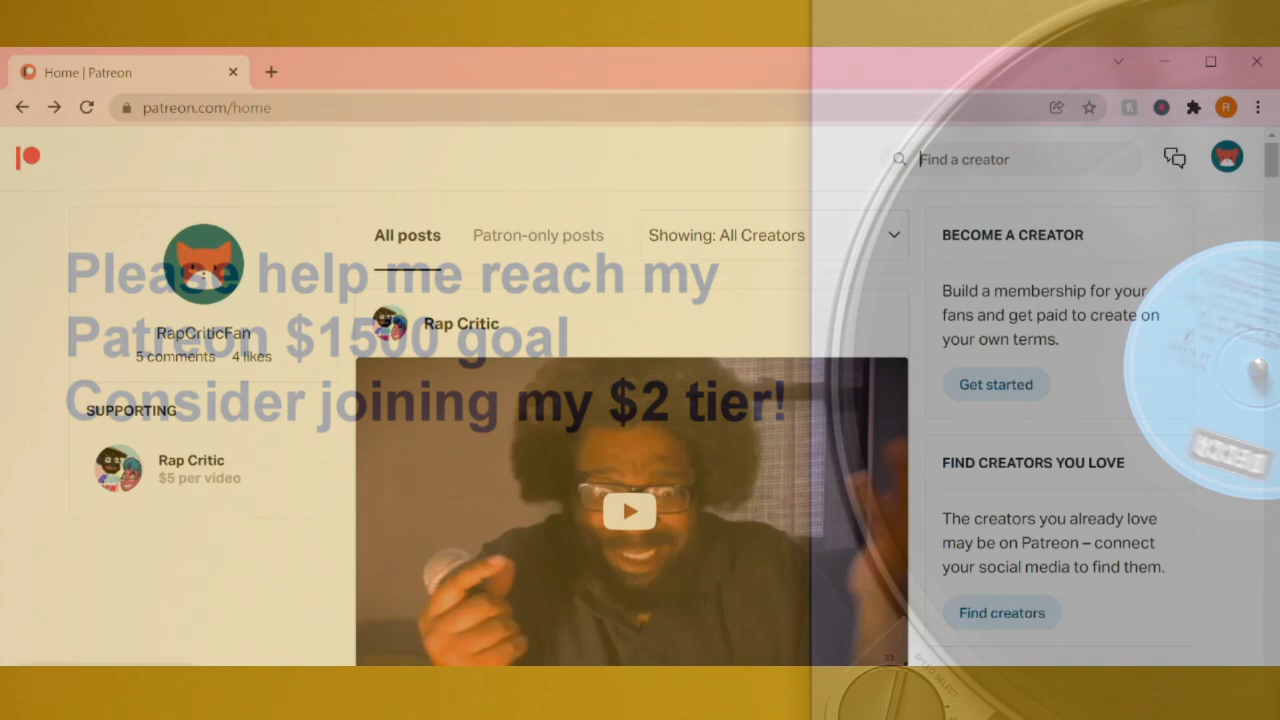 Home | Patreon
patreon.com/home
R
Find a creator
All posts
Patron-only posts
Showing: All Creators
BECOME A CREATOR
Please help me reach my
Patreon $1500 goal
Consider joining my $2 tier!
RapCriticFan
5 comments 4 likes
SUPPORTING
Rap Critic
$5 per video
Rap Critic
Build a membership for your
fans and get paid to create on
your own terms.
Get started
FIND CREATORS YOU LOVE
The creators you already love
may be on Patreon – connect
your social media to find them.
Find creators
33
SPEED SELECT